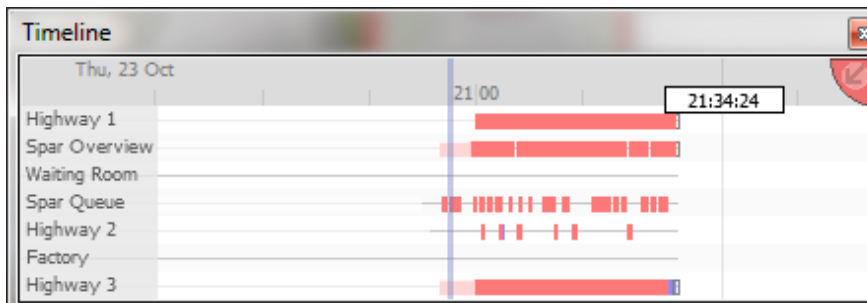 Timeline
Thu, 23 Oct
21 00
21:34:24
Highway 1
Spar Overview
Waiting Room
Spar Queue
Highway 2
Factory
Highway 3